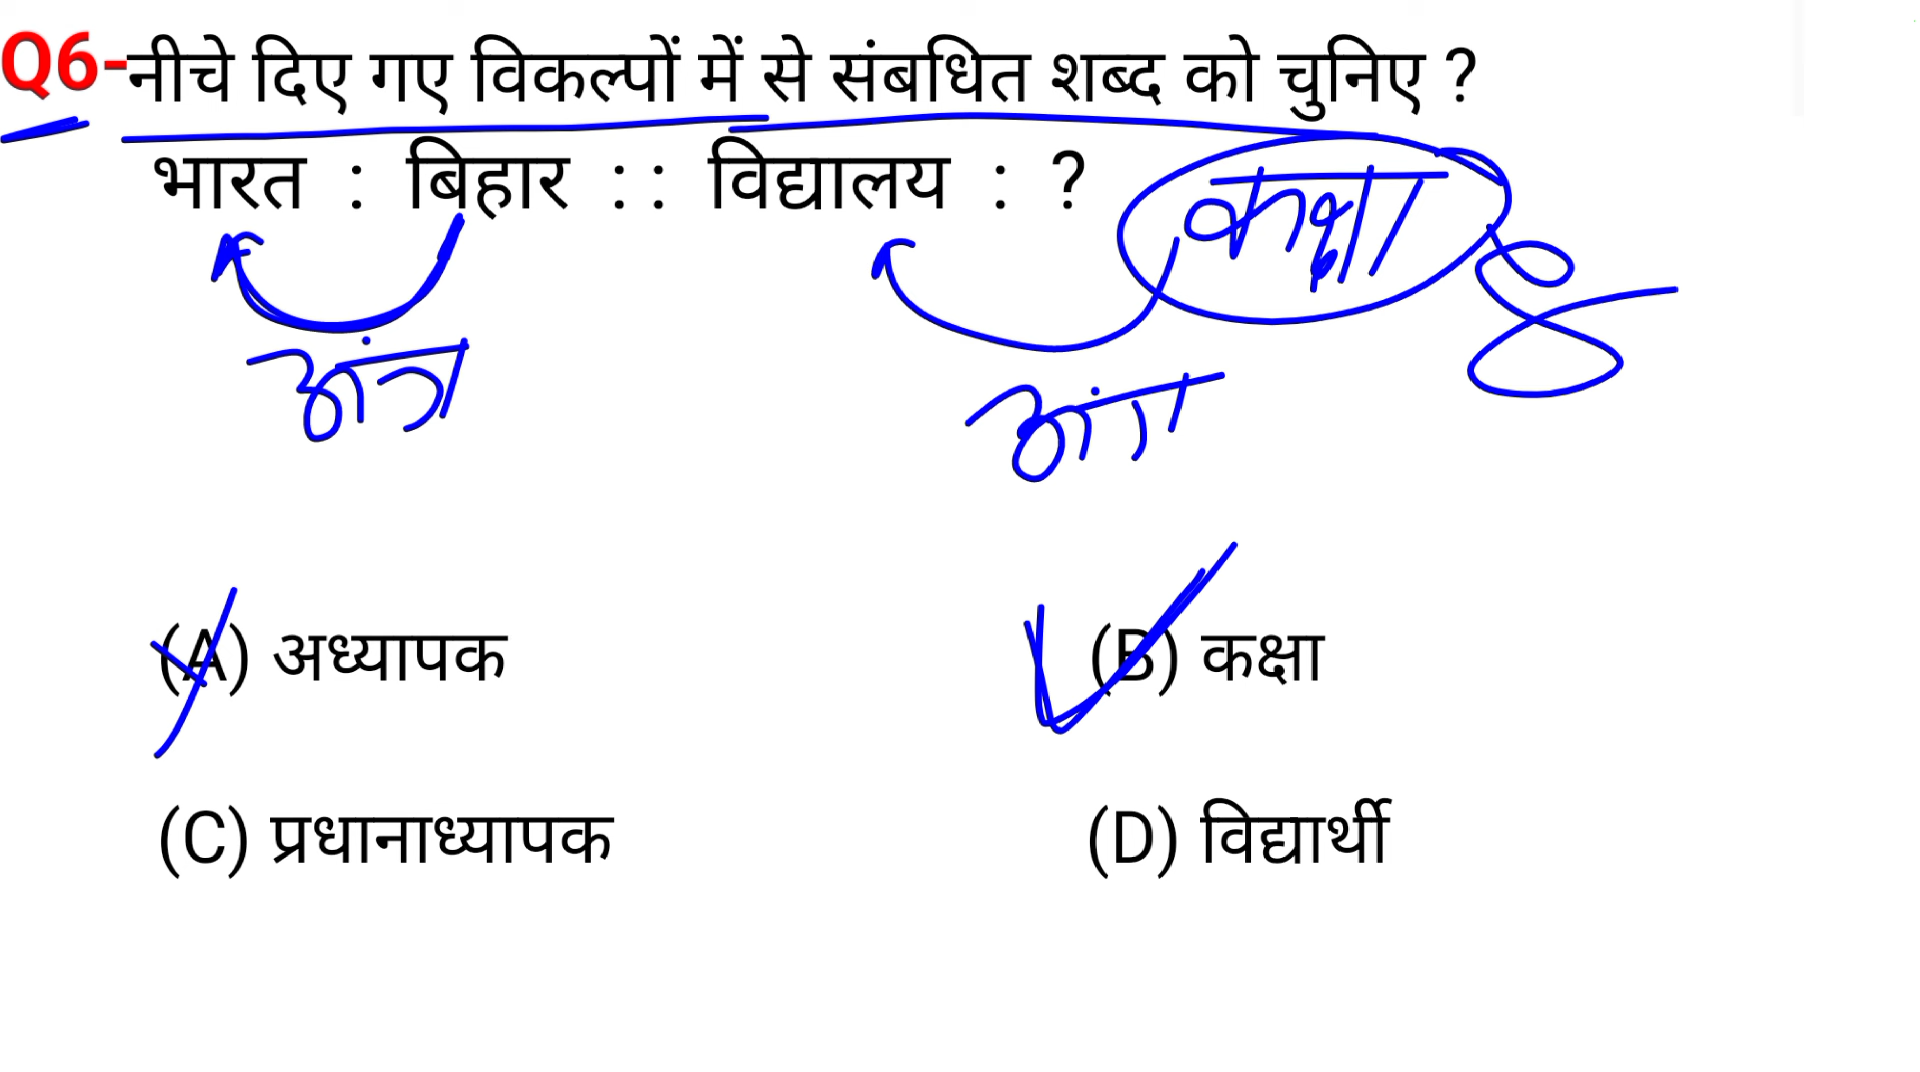 Q6-नीचे दिए गए विकल्पों में से संबधित शब्द को चुनिए ?
भारत : बिहार : : विद्यालय : ? कक्षा
अंग अंग
(A) अध्यापक (B) कक्षा
(C) प्रधानाध्यापक (D) विद्यार्थी